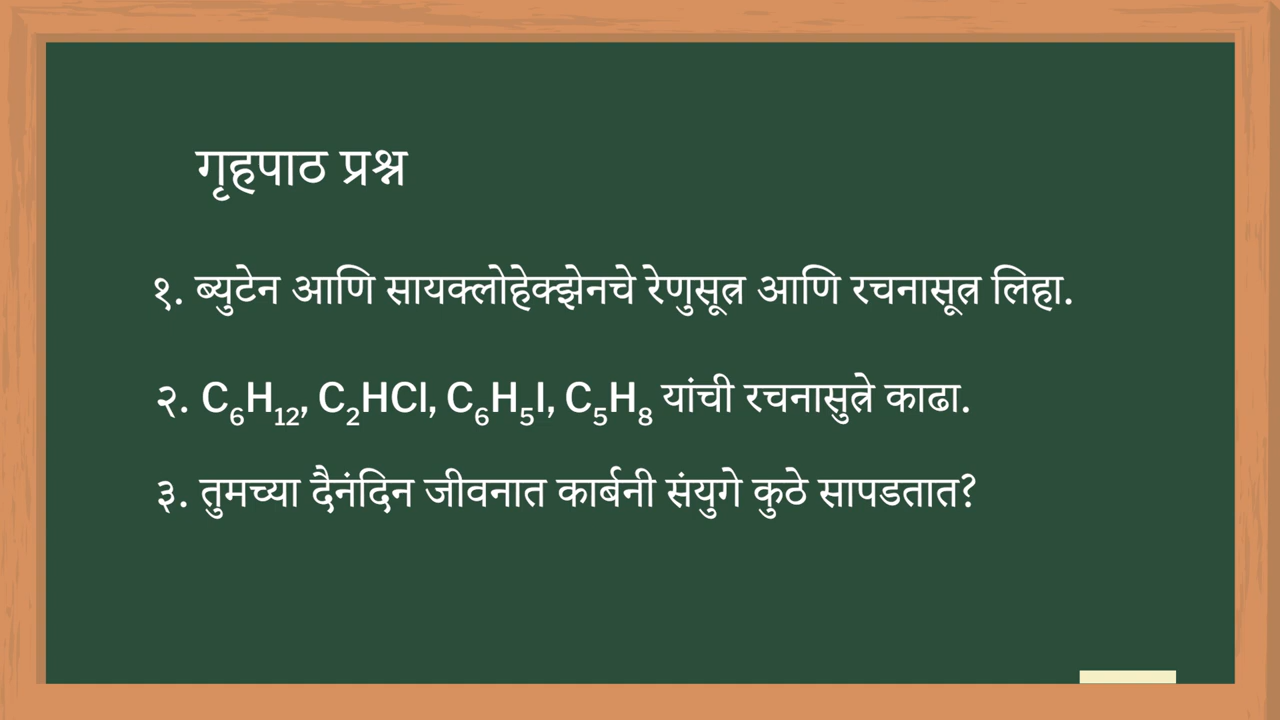 गृहपाठ प्रश्न
१. ब्युटेन आणि सायक्लोहेक्झेनचे रेणुसूत्र आणि रचनासूत्र लिहा.
२. C₆H₁₂, C₂HCl, C₆H₅I, C₅H₈ यांची रचनासुत्रे काढा.
३. तुमच्या दैनंदिन जीवनात कार्बनी संयुगे कुठे सापडतात?